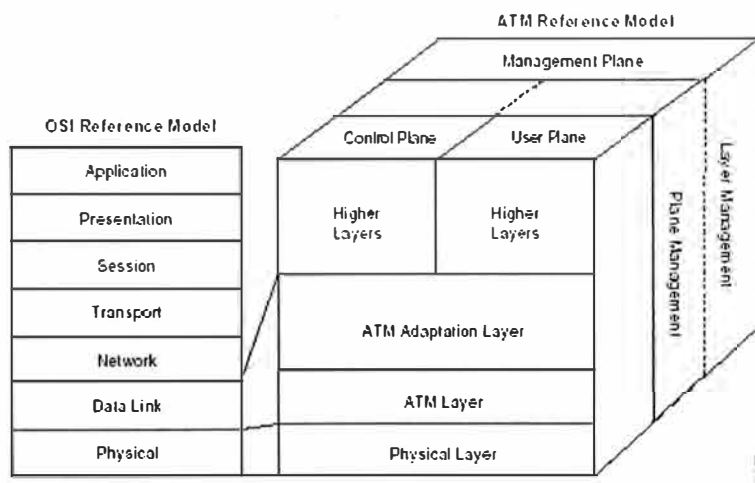 ATM Reference Model
Management Plane
OSI Reference Model
Control Plane
User Plane
Application
Presentation
Session
Transport
Network
Data Link
Physical
Higher
Layers
Higher
Layers
ATM Adaptation Layer
ATM Layer
Physical Layer
Plane Management
Layer Management